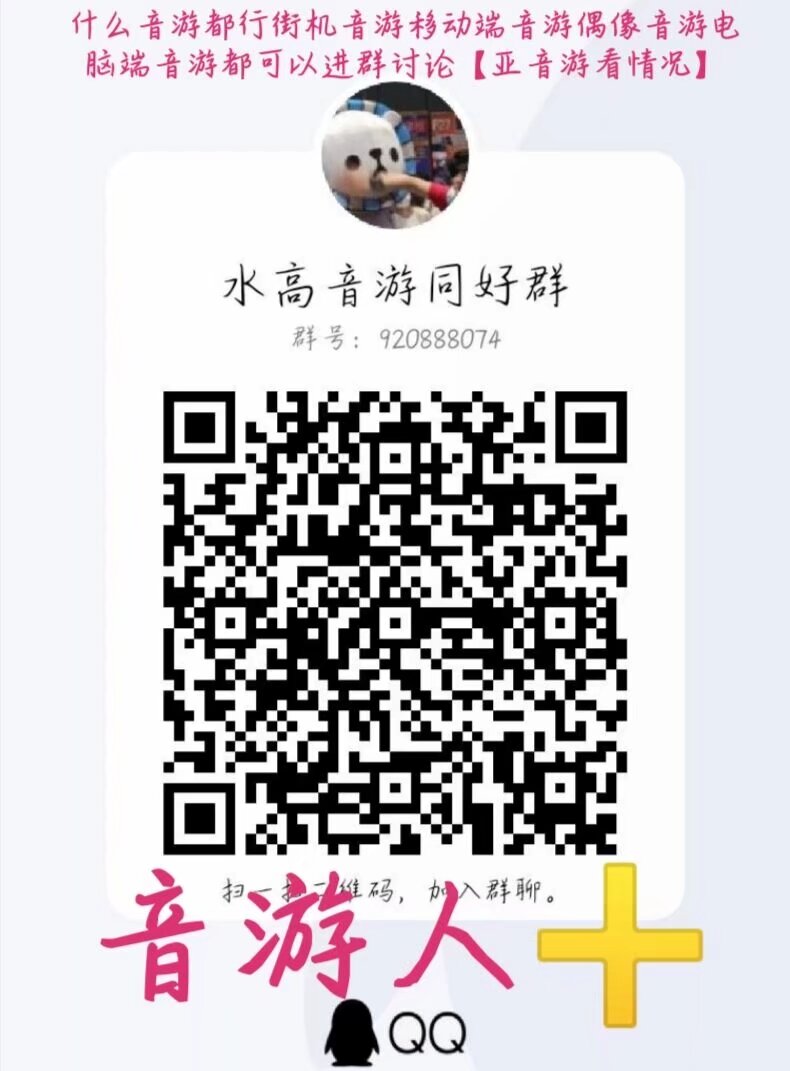 什么音游都行街机音游移动端音游偶像音游电
脑端音游都可以进群讨论【亚音游看情况】
水高音游同好群
群号：920888074
扫一扫二维码，加入群聊。
音游人➕
QQ